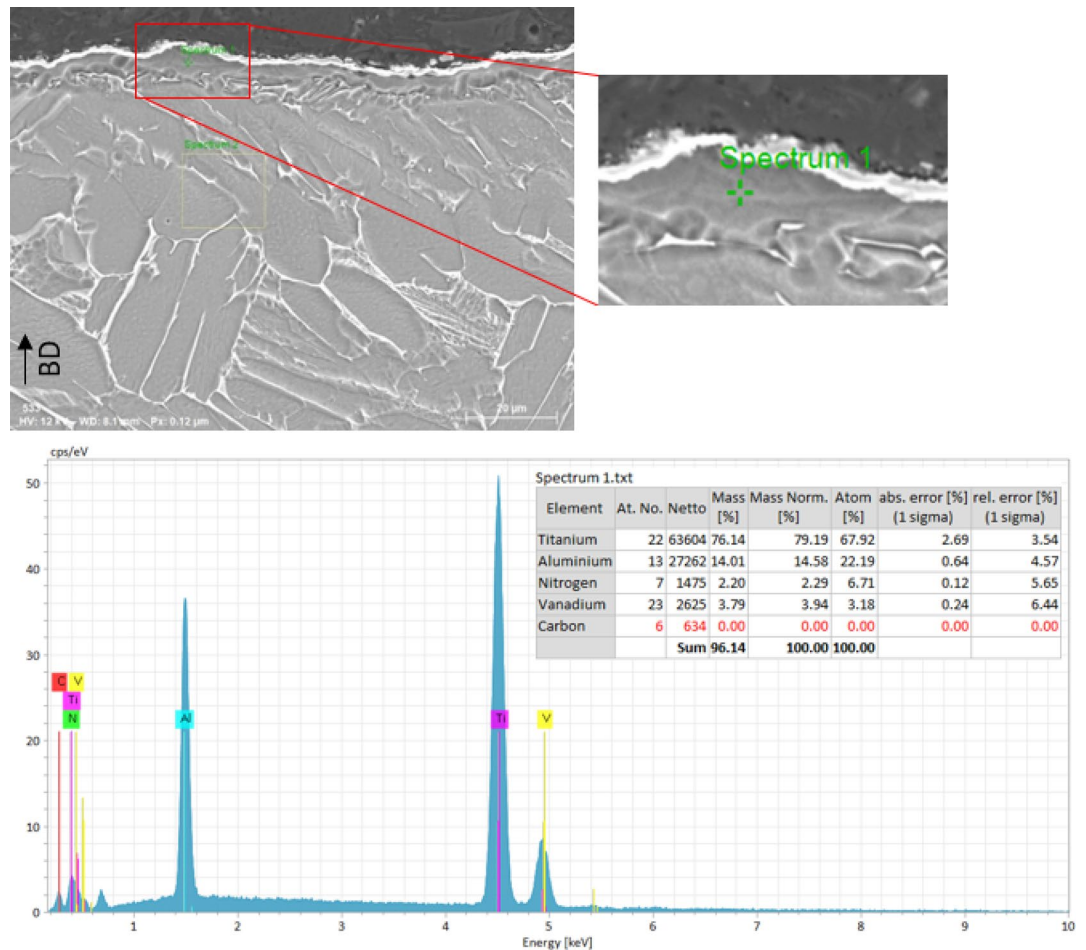 Spectrum 1
Spectrum 2
Spectrum 1
BD
533
HV: 12 kV WD: 8.1 mm Px: 0.12 µm
20 µm
cps/eV
Spectrum 1.txt
Element At. No. Netto Mass [%] Mass Norm. [%] Atom [%] abs. error [%] (1 sigma) rel. error [%] (1 sigma)
Titanium 22 63604 76.14 79.19 67.92 2.69 3.54
Aluminium 13 27262 14.01 14.58 22.19 0.64 4.57
Nitrogen 7 1475 2.20 2.29 6.71 0.12 5.65
Vanadium 23 2625 3.79 3.94 3.18 0.24 6.44
Carbon 6 634 0.00 0.00 0.00 0.00 0.00
Sum 96.14 100.00 100.00
50
40
30
20
10
0
C V
Ti
N
Al
Ti
V
1 2 3 4 5 6 7 8 9 10
Energy [keV]